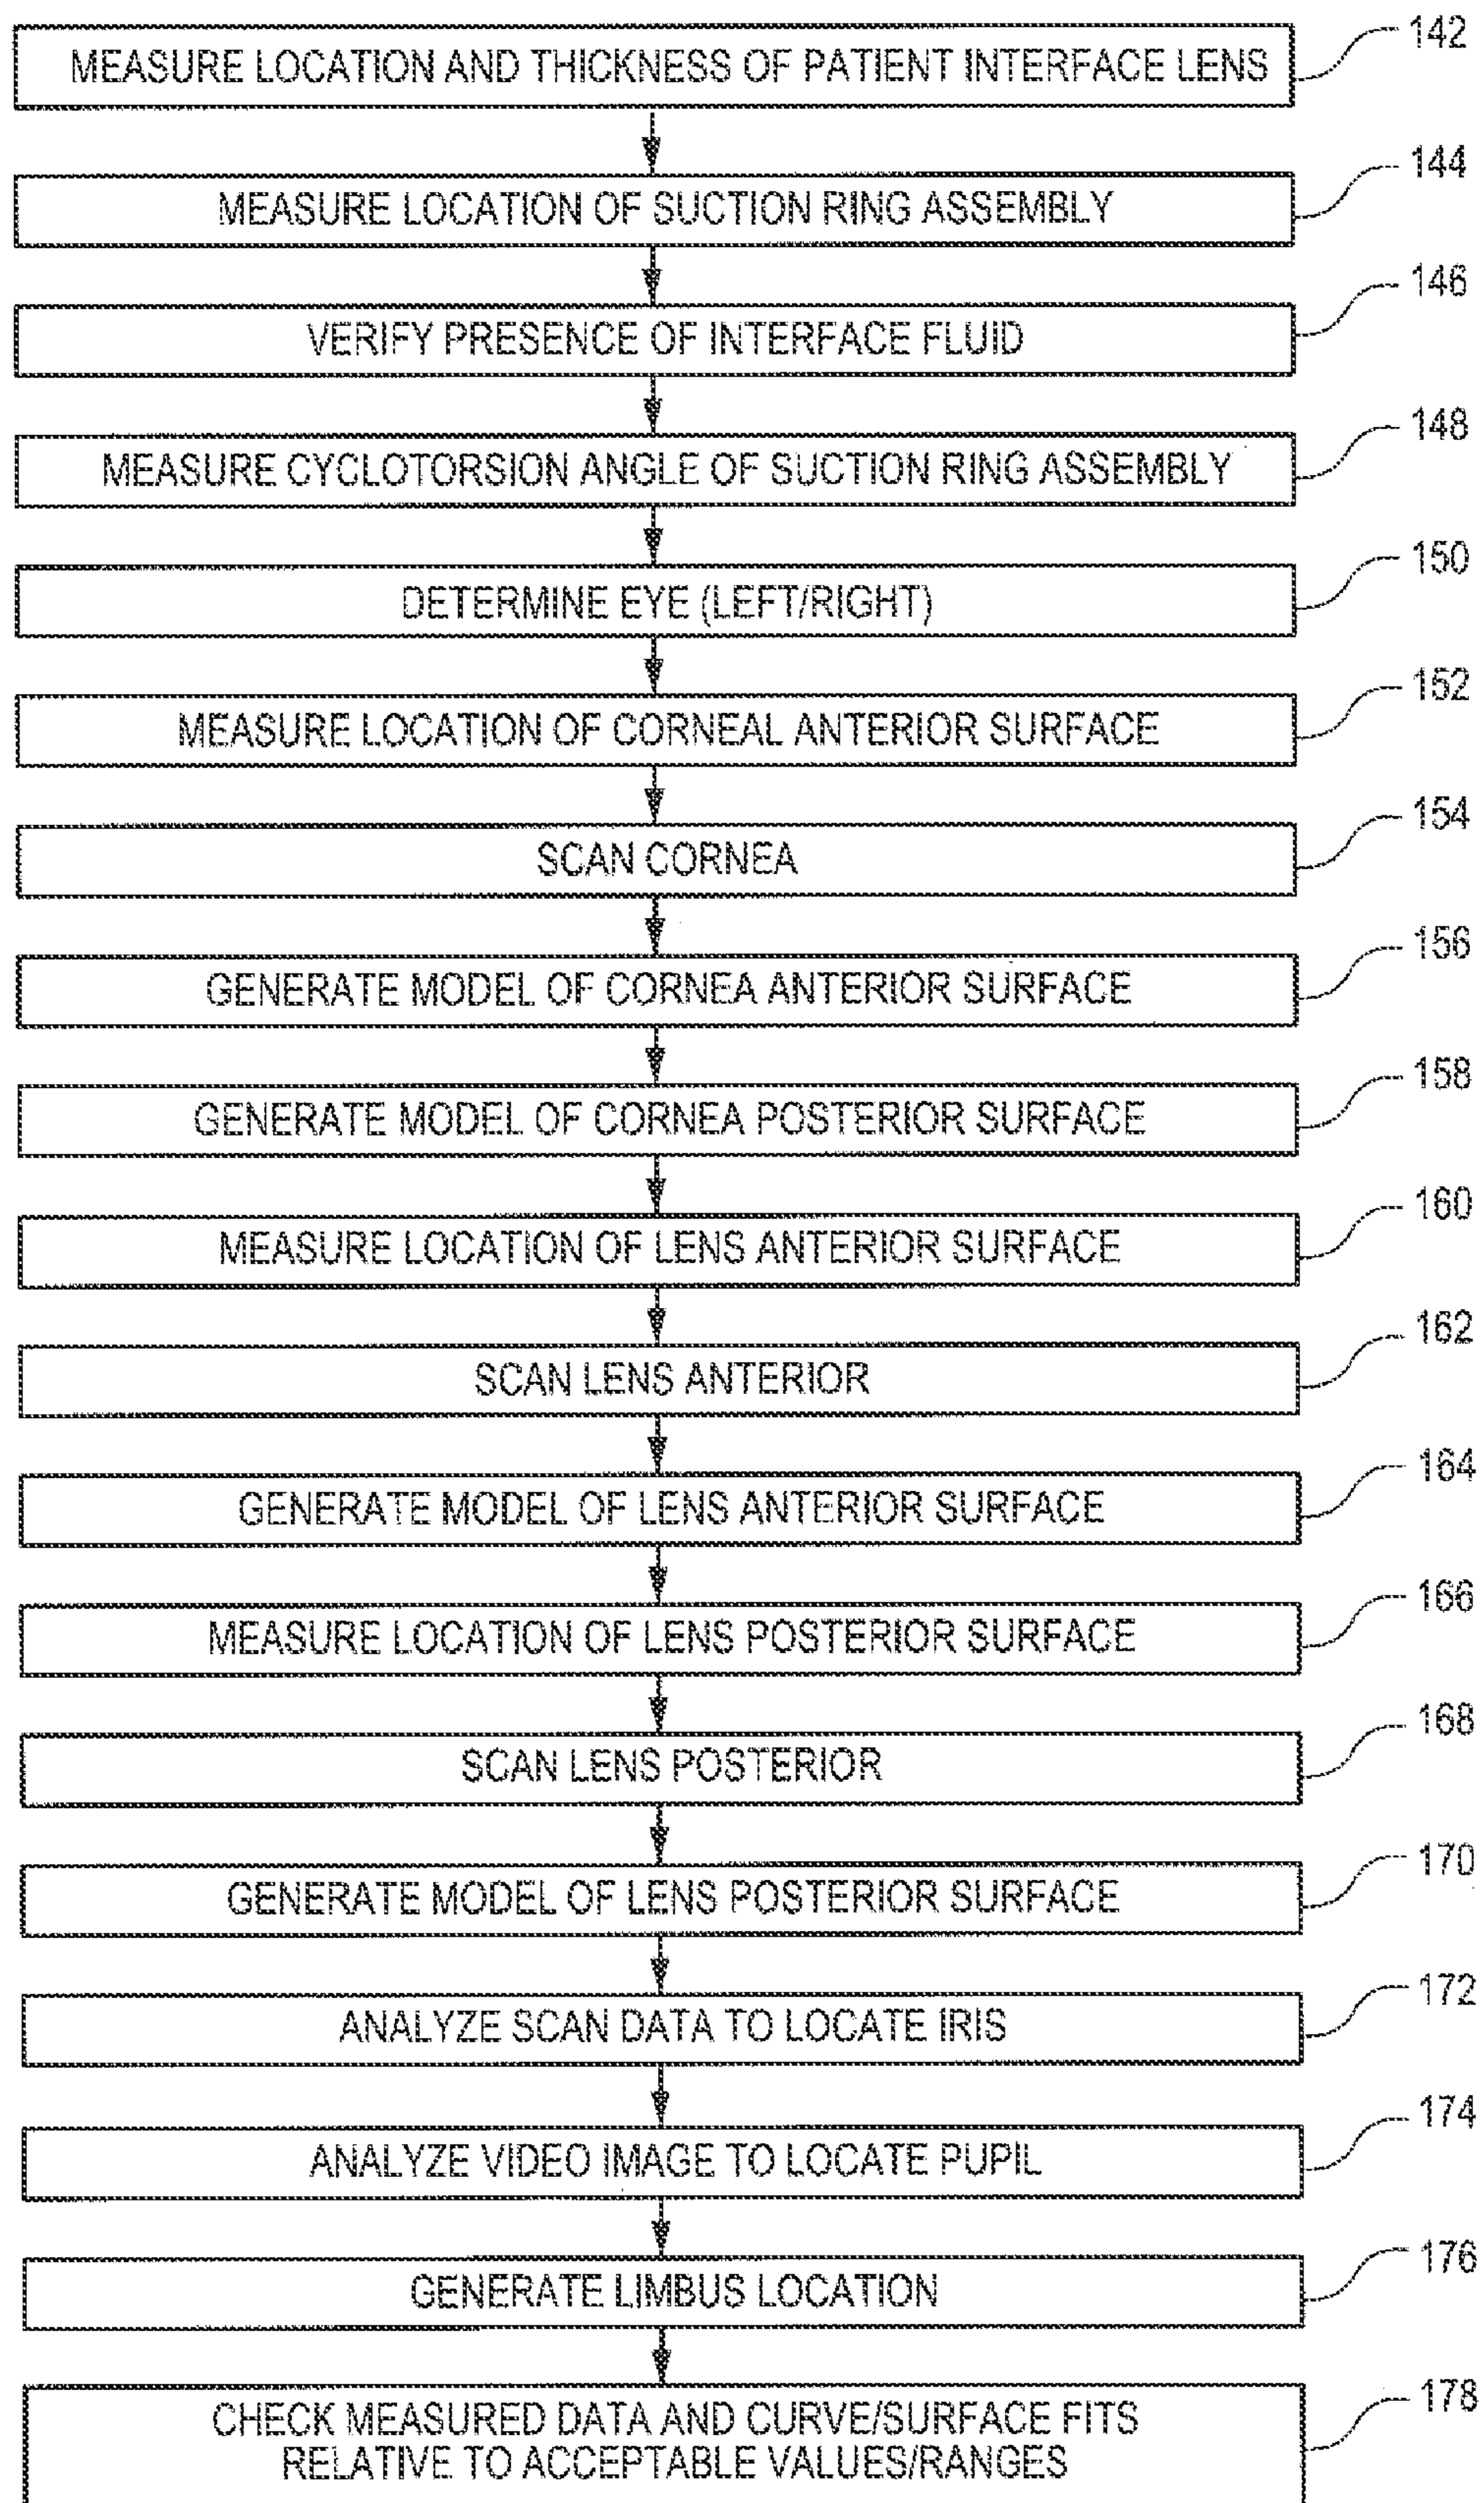 142
MEASURE LOCATION AND THICKNESS OF PATIENT INTERFACE LENS
144
MEASURE LOCATION OF SUCTION RING ASSEMBLY
146
VERIFY PRESENCE OF INTERFACE FLUID
148
MEASURE CYCLOTORSION ANGLE OF SUCTION RING ASSEMBLY
150
DETERMINE EYE (LEFT/RIGHT)
152
MEASURE LOCATION OF CORNEAL ANTERIOR SURFACE
154
SCAN CORNEA
156
GENERATE MODEL OF CORNEA ANTERIOR SURFACE
158
GENERATE MODEL OF CORNEA POSTERIOR SURFACE
160
MEASURE LOCATION OF LENS ANTERIOR SURFACE
162
SCAN LENS ANTERIOR
164
GENERATE MODEL OF LENS ANTERIOR SURFACE
166
MEASURE LOCATION OF LENS POSTERIOR SURFACE
168
SCAN LENS POSTERIOR
170
GENERATE MODEL OF LENS POSTERIOR SURFACE
172
ANALYZE SCAN DATA TO LOCATE IRIS
174
ANALYZE VIDEO IMAGE TO LOCATE PUPIL
176
GENERATE LIMBUS LOCATION
178
CHECK MEASURED DATA AND CURVE/SURFACE FITS
RELATIVE TO ACCEPTABLE VALUES/RANGES